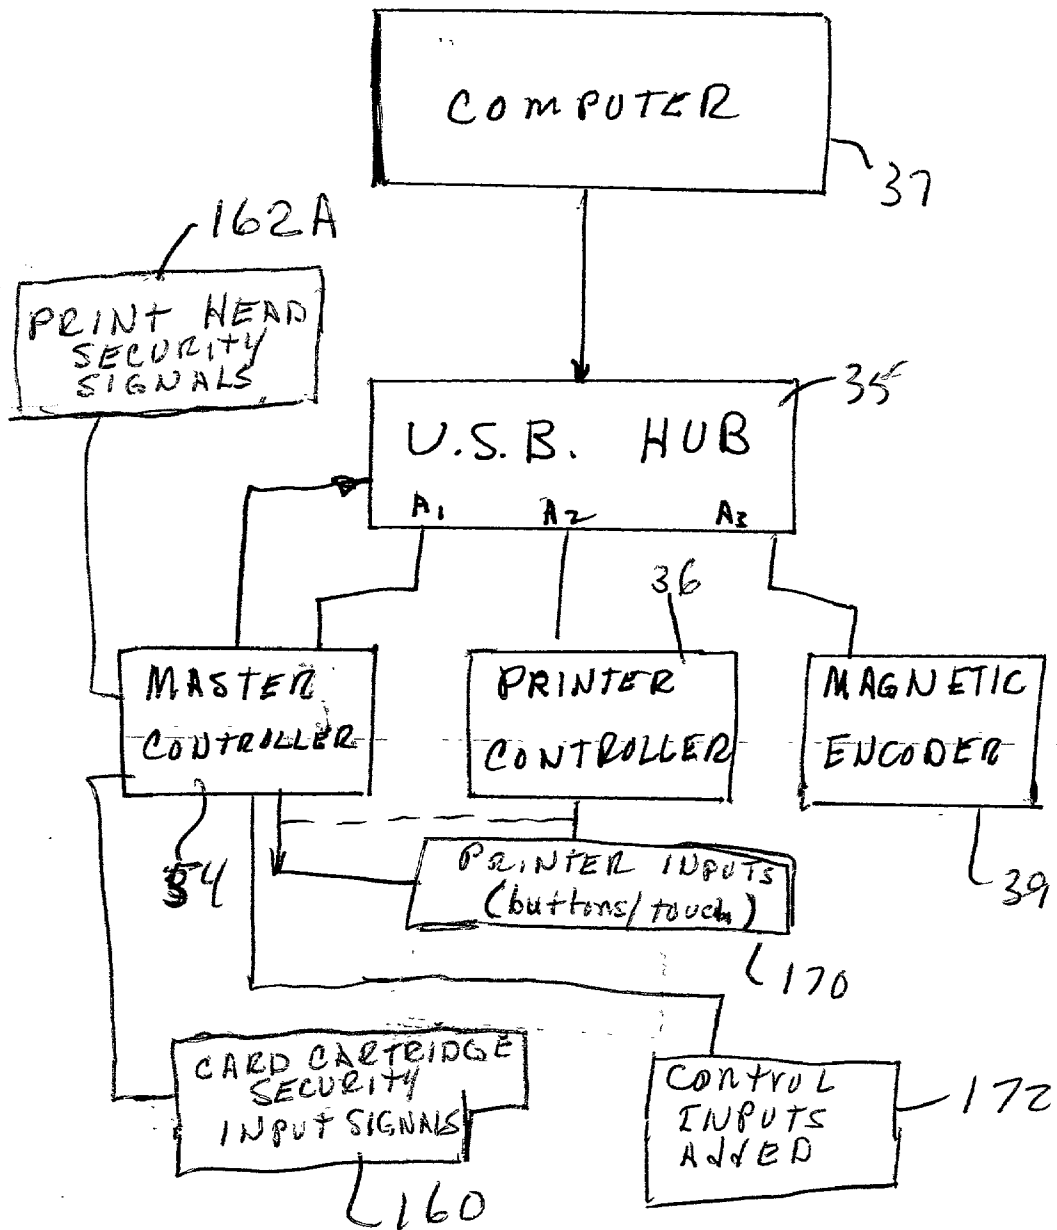 COMPUTER
37
162A
PRINT HEAD
SECURITY
SIGNALS
35
U.S.B. HUB
A1 A2 A3
36
MASTER
CONTROLLER
PRINTER
CONTROLLER
MAGNETIC
ENCODER
39
PRINTER INPUTS
(buttons/touch)
170
CARD CARTRIDGE
SECURITY
INPUT SIGNALS
160
CONTROL
INPUTS
ADDED
172